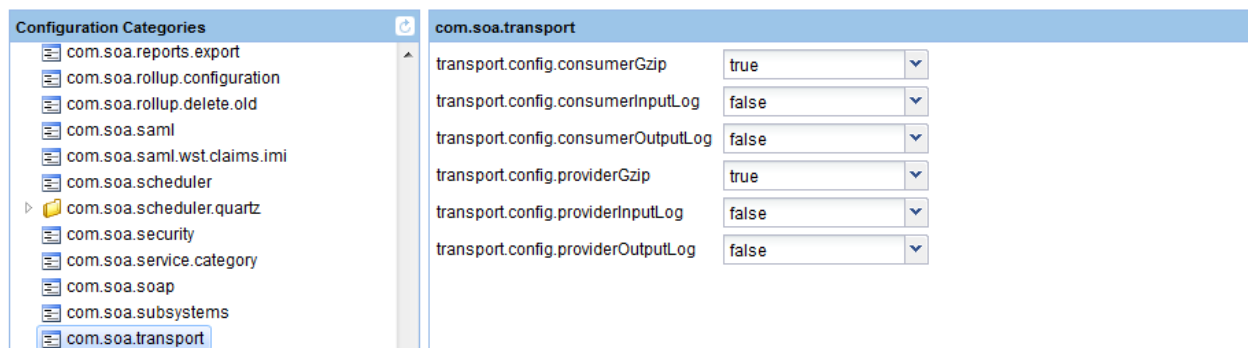 Configuration Categories
com.soa.reports.export
com.soa.rollup.configuration
com.soa.rollup.delete.old
com.soa.saml
com.soa.saml.wst.claims.imi
com.soa.scheduler
com.soa.scheduler.quartz
com.soa.security
com.soa.service.category
com.soa.soap
com.soa.subsystems
com.soa.transport
com.soa.transport
transport.config.consumerGzip true
transport.config.consumerInputLog false
transport.config.consumerOutputLog false
transport.config.providerGzip true
transport.config.providerInputLog false
transport.config.providerOutputLog false